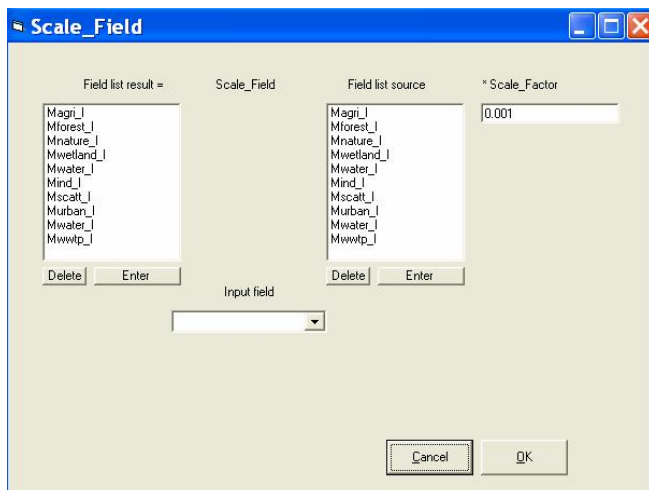 Scale_Field
Field list result =
Scale_Field
Field list source
* Scale_Factor
Magri_l
Mforest_l
Mnature_l
Mwetland_l
Mwater_l
Mind_l
Mscatt_l
Murban_l
Mwater_l
Mwwtp_l
Magri_l
Mforest_l
Mnature_l
Mwetland_l
Mwater_l
Mind_l
Mscatt_l
Murban_l
Mwater_l
Mwwtp_l
0.001
Delete
Enter
Delete
Enter
Input field
Cancel
OK